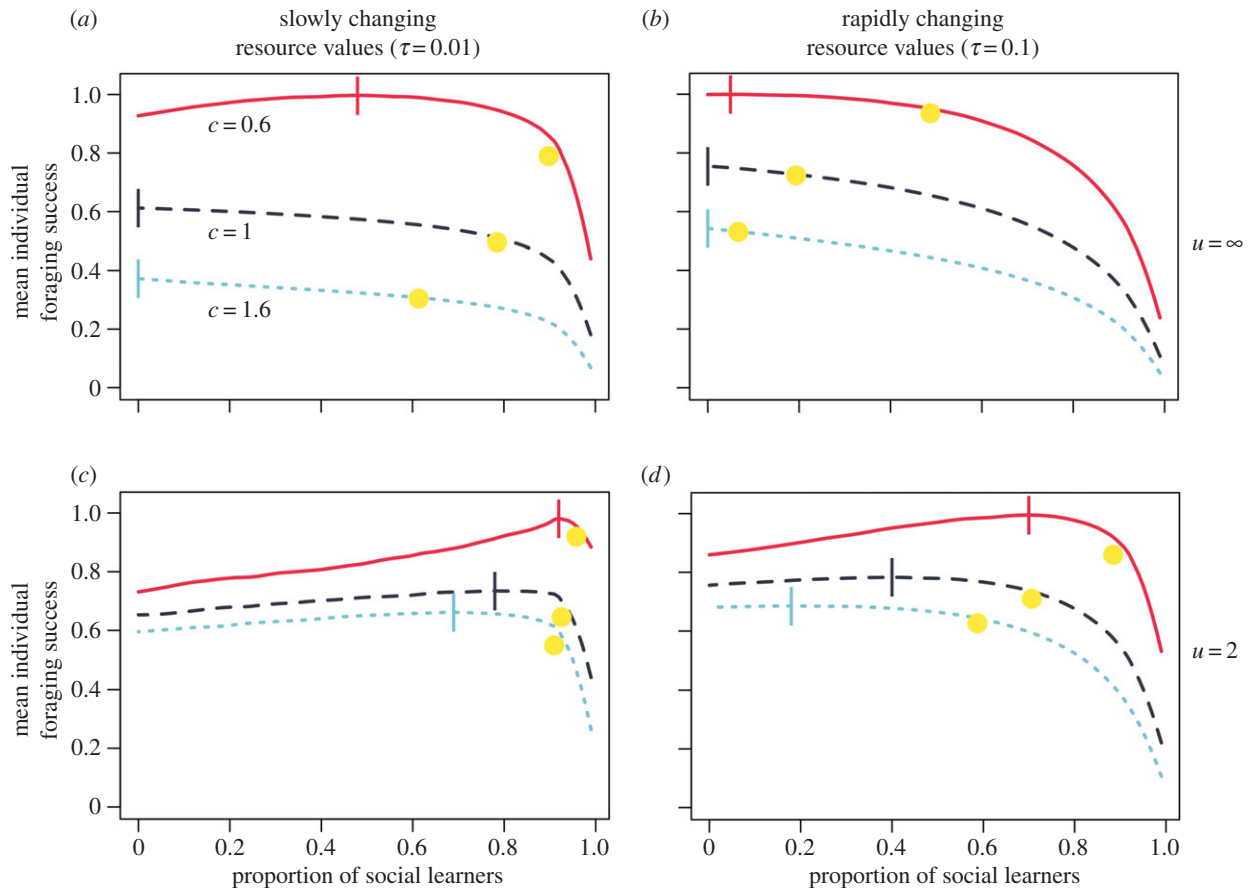 (a)
slowly changing
resource values (τ = 0.01)
(b)
rapidly changing
resource values (τ = 0.1)
mean individual
foraging success
1.0
0.8
0.6
0.4
0.2
0
c = 0.6
c = 1
c = 1.6
u = ∞
(c)
(d)
mean individual
foraging success
1.0
0.8
0.6
0.4
0.2
0
u = 2
0 0.2 0.4 0.6 0.8 1.0
0 0.2 0.4 0.6 0.8 1.0
proportion of social learners
proportion of social learners